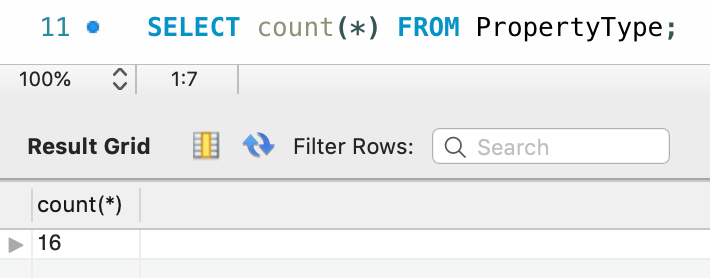 11 SELECT count(*) FROM PropertyType;
100% 1:7
Result Grid Filter Rows: Search
count(*)
16